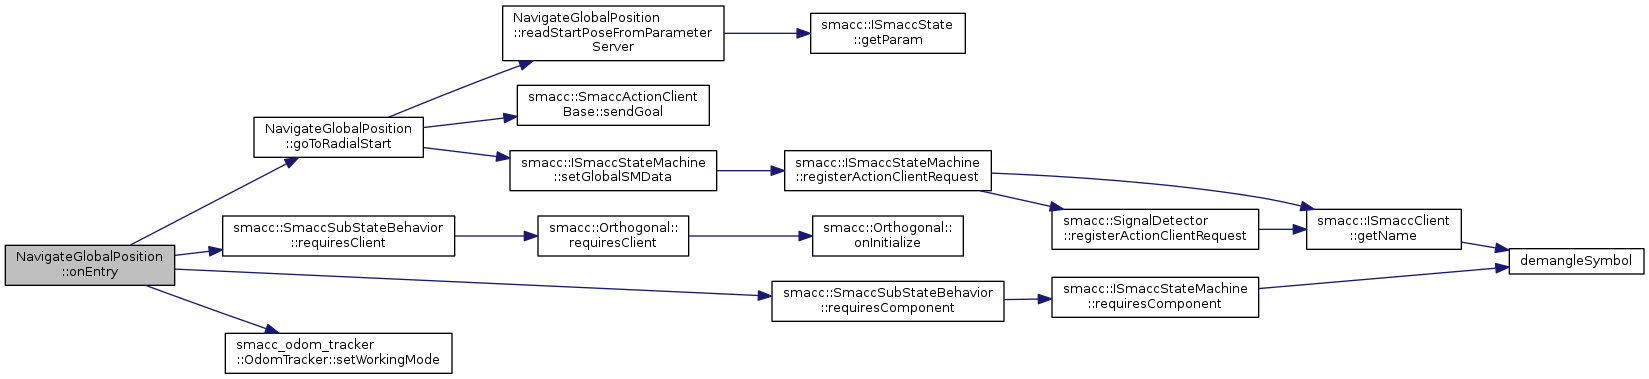 NavigateGlobalPosition
::onEntry
NavigateGlobalPosition
::goToRadialStart
smacc::SmaccSubStateBehavior
::requiresClient
smacc_odom_tracker
::OdomTracker::setWorkingMode
NavigateGlobalPosition
::readStartPoseFromParameter
Server
smacc::SmaccActionClient
Base::sendGoal
smacc::ISmaccStateMachine
::setGlobalSMData
smacc::Orthogonal::
requiresClient
smacc::ISmaccState
::getParam
smacc::ISmaccStateMachine
::registerActionClientRequest
smacc::Orthogonal::
onInitialize
smacc::SmaccSubStateBehavior
::requiresComponent
smacc::SignalDetector
::registerActionClientRequest
smacc::ISmaccStateMachine
::requiresComponent
smacc::ISmaccClient
::getName
demangleSymbol